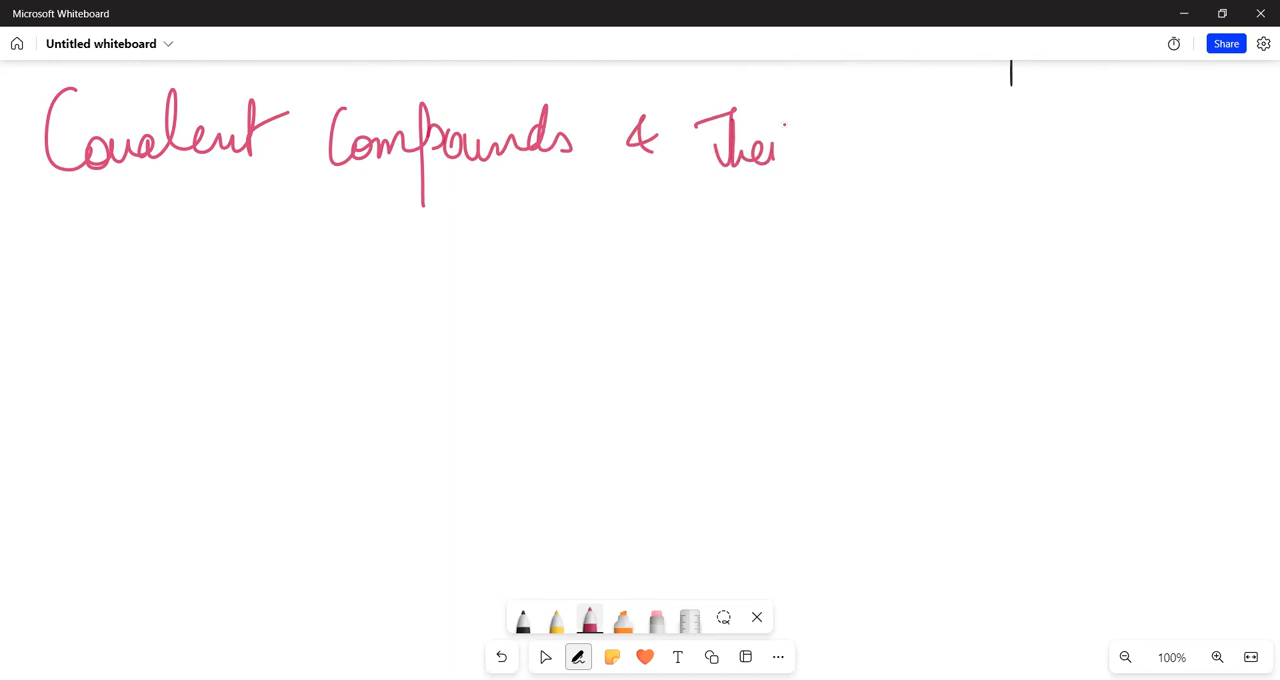 Microsoft Whiteboard
Untitled whiteboard
Share
Covalent Compounds & Thei
T
100%